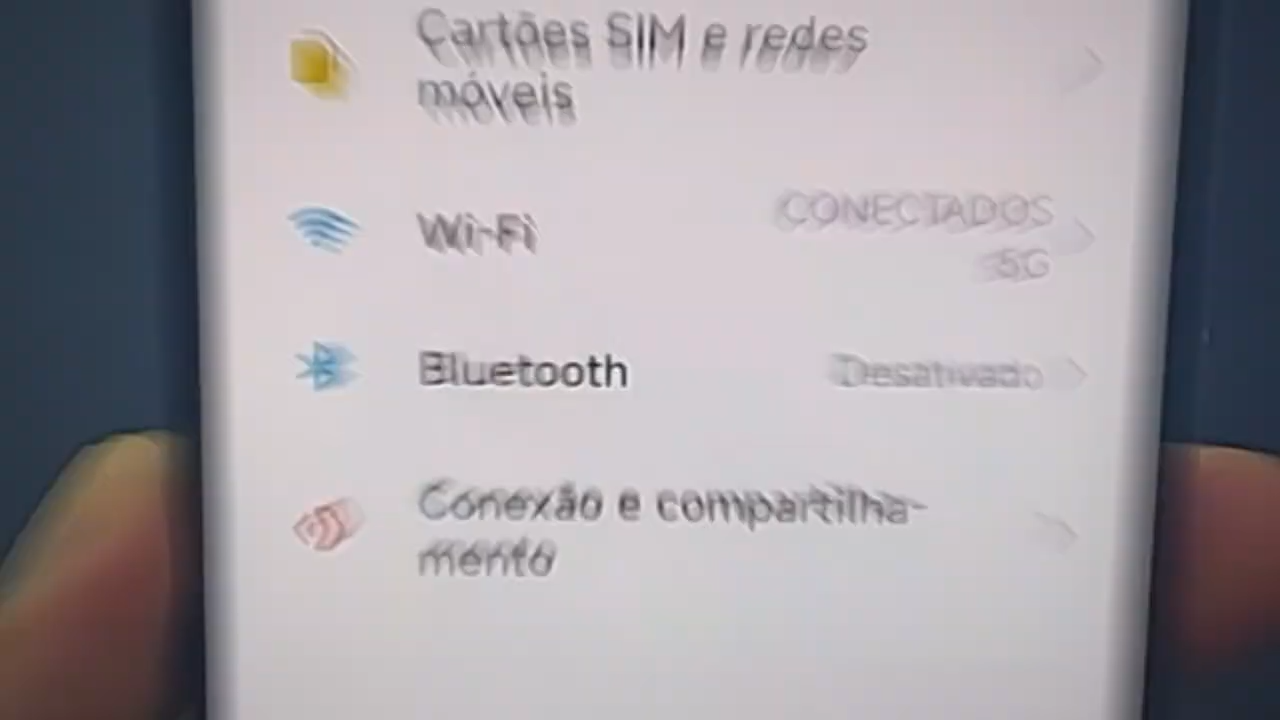 Cartões SIM e redes
móveis
Wi-Fi
CONECTADOS
5G
Bluetooth
Desativado
Conexão e compartilha-
mento